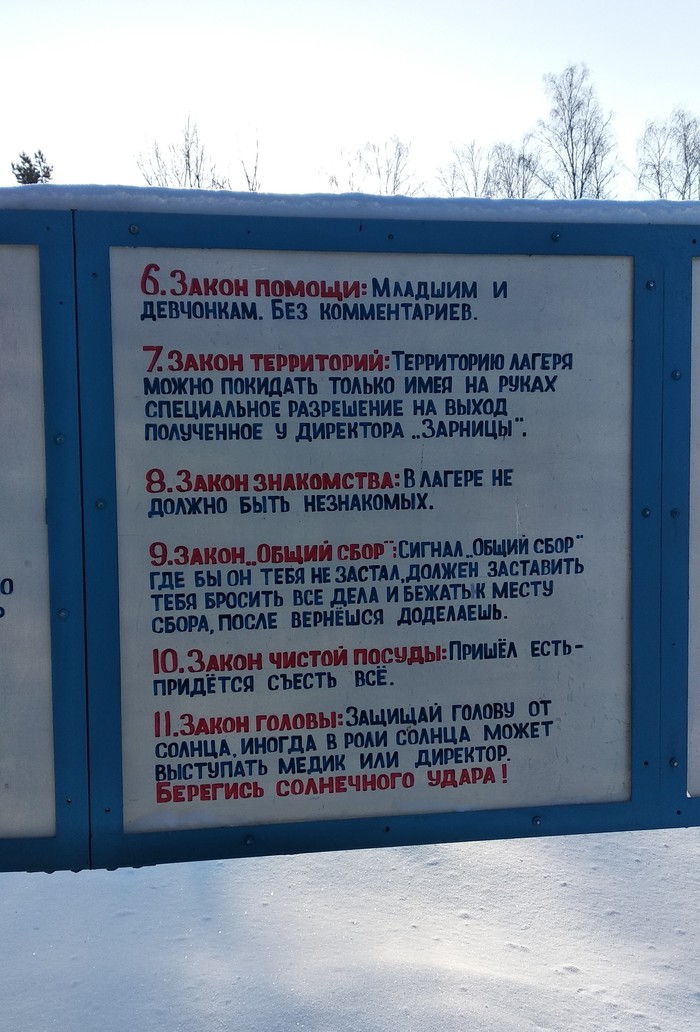 6. Закон помощи: Младшим и
девчонкам. Без комментариев.
7. Закон территорий: Территорию лагеря
можно покидать только имея на руках
специальное разрешение на выход
полученное у директора „Зарницы".
8. Закон знакомства: В лагере не
должно быть незнакомых.
9. Закон „Общий сбор": Сигнал „Общий сбор"
где бы он тебя не застал, должен заставить
тебя бросить все дела и бежать к месту
сбора, после вернёшся доделаешь.
10. Закон чистой посуды: Пришёл есть-
придётся съесть всё.
11. Закон головы: Защищай голову от
солнца. Иногда в роли солнца может
выступать медик или директор.
Берегись солнечного удара!